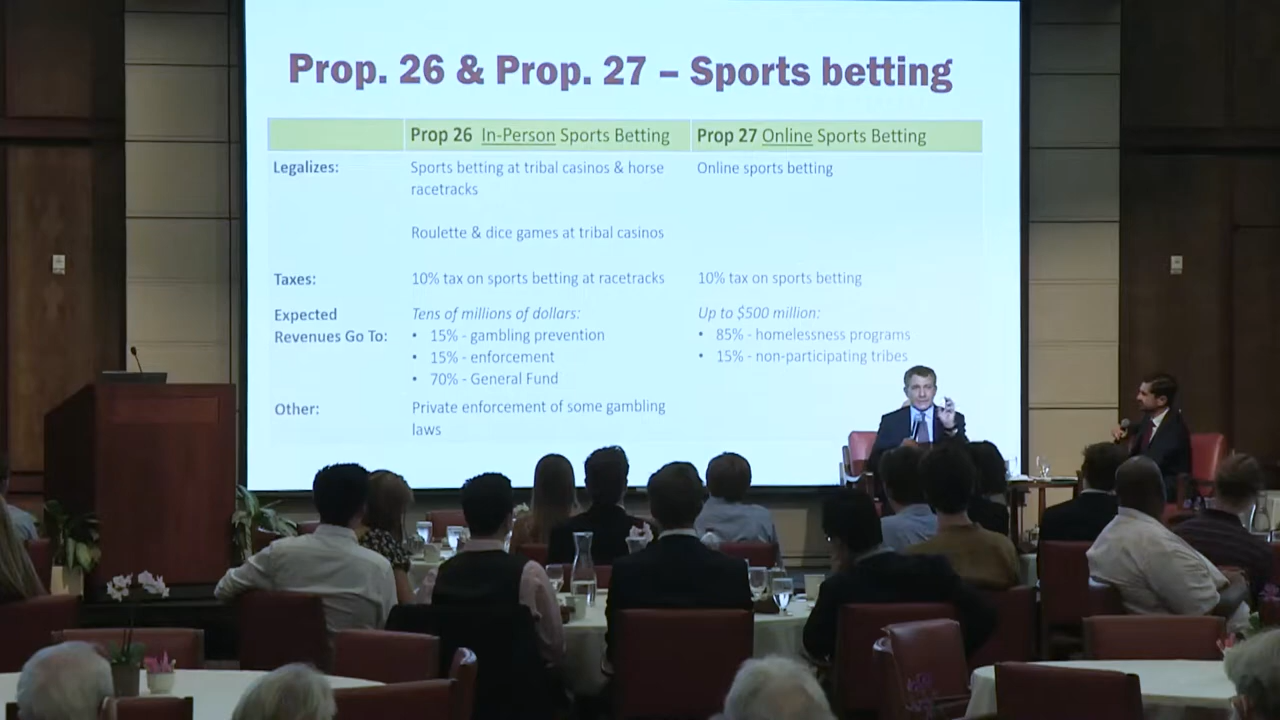 Prop. 26 & Prop. 27 – Sports betting
Prop 26 In-Person Sports Betting
Prop 27 Online Sports Betting
Legalizes:
Sports betting at tribal casinos & horse
racetracks
Roulette & dice games at tribal casinos
Online sports betting
Taxes:
10% tax on sports betting at racetracks
10% tax on sports betting
Expected
Revenues Go To:
Tens of millions of dollars:
• 15% - gambling prevention
• 15% - enforcement
• 70% - General Fund
Up to $500 million:
• 85% - homelessness programs
• 15% - non-participating tribes
Other:
Private enforcement of some gambling
laws